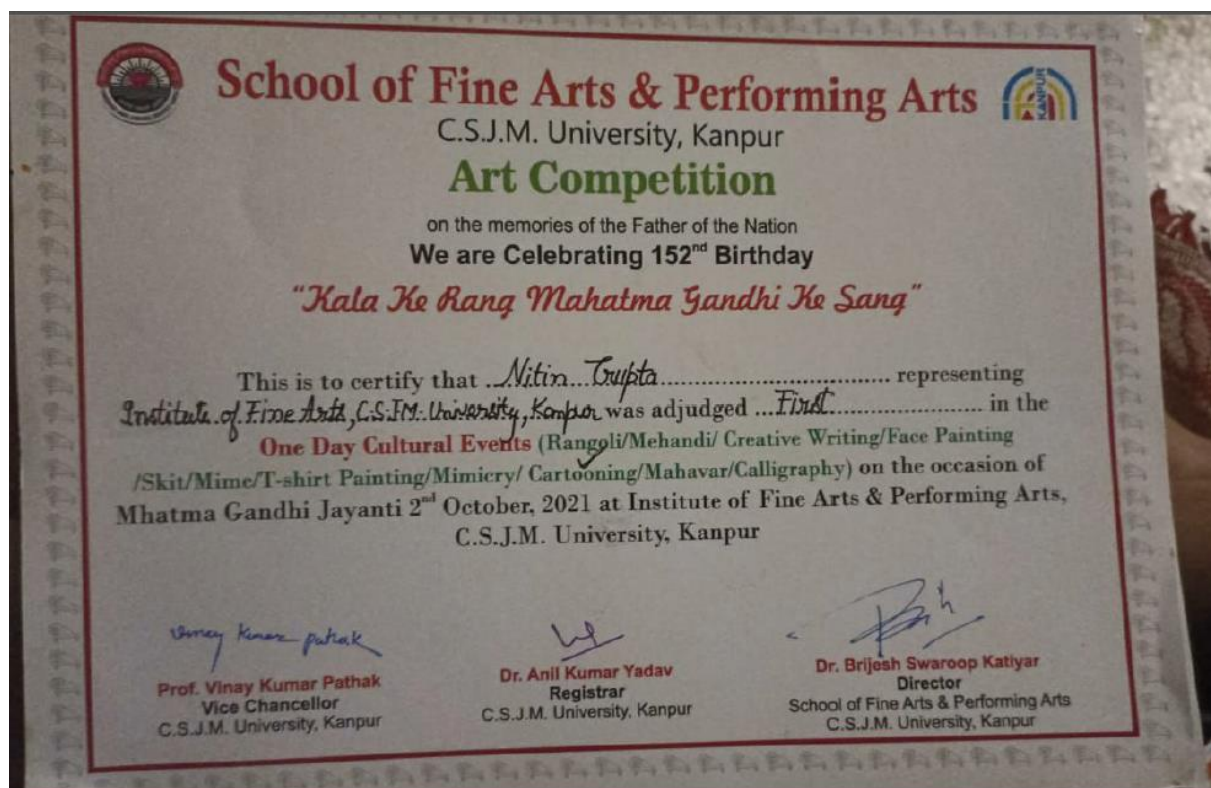 School of Fine Arts & Performing Arts
KANPUR
C.S.J.M. University, Kanpur
Art Competition
on the memories of the Father of the Nation
We are Celebrating 152nd Birthday
"Kala Ke Rang Mahatma Gandhi Ke Sang"
This is to certify that ..Nitin...Gupta.................................. representing
Institute.of.Fine Arts, C.S.J.M. University, Kanpur was adjudged ...First...................... in the
One Day Cultural Events (Rangoli/Mehandi/ Creative Writing/Face Painting
/Skit/Mime/T-shirt Painting/Mimicry/ Cartooning/Mahavar/Calligraphy) on the occasion of
Mhatma Gandhi Jayanti 2nd October, 2021 at Institute of Fine Arts & Performing Arts,
C.S.J.M. University, Kanpur
Vinay Kumar pathak
Prof. Vinay Kumar Pathak
Vice Chancellor
C.S.J.M. University, Kanpur
Dr. Anil Kumar Yadav
Registrar
C.S.J.M. University, Kanpur
Dr. Brijesh Swaroop Katiyar
Director
School of Fine Arts & Performing Arts
C.S.J.M. University, Kanpur